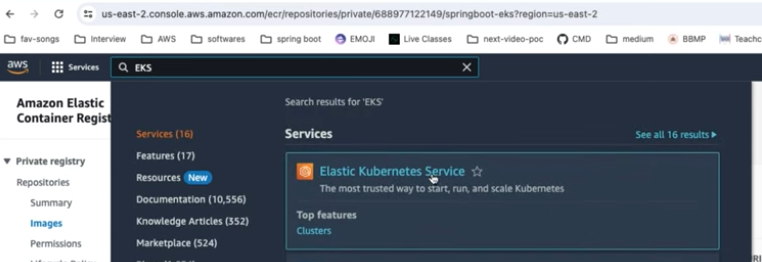 us-east-2.console.aws.amazon.com/ecr/repositories/private/688977122149/springboot-eks?region=us-east-2
fav-songs Interview AWS softwares spring boot EMOJI Live Classes next-video-poc CMD medium BBMP Teach
aws Services EKS
Amazon Elastic
Container Regist
Search results for 'EKS'
Services (16)
Services
See all 16 results
Features (17)
Private registry
Elastic Kubernetes Service
Resources New
The most trusted way to start, run, and scale Kubernetes
Repositories
Documentation (10,556)
Summary
Top features
Knowledge Articles (352)
Images
Clusters
Marketplace (524)
Permissions